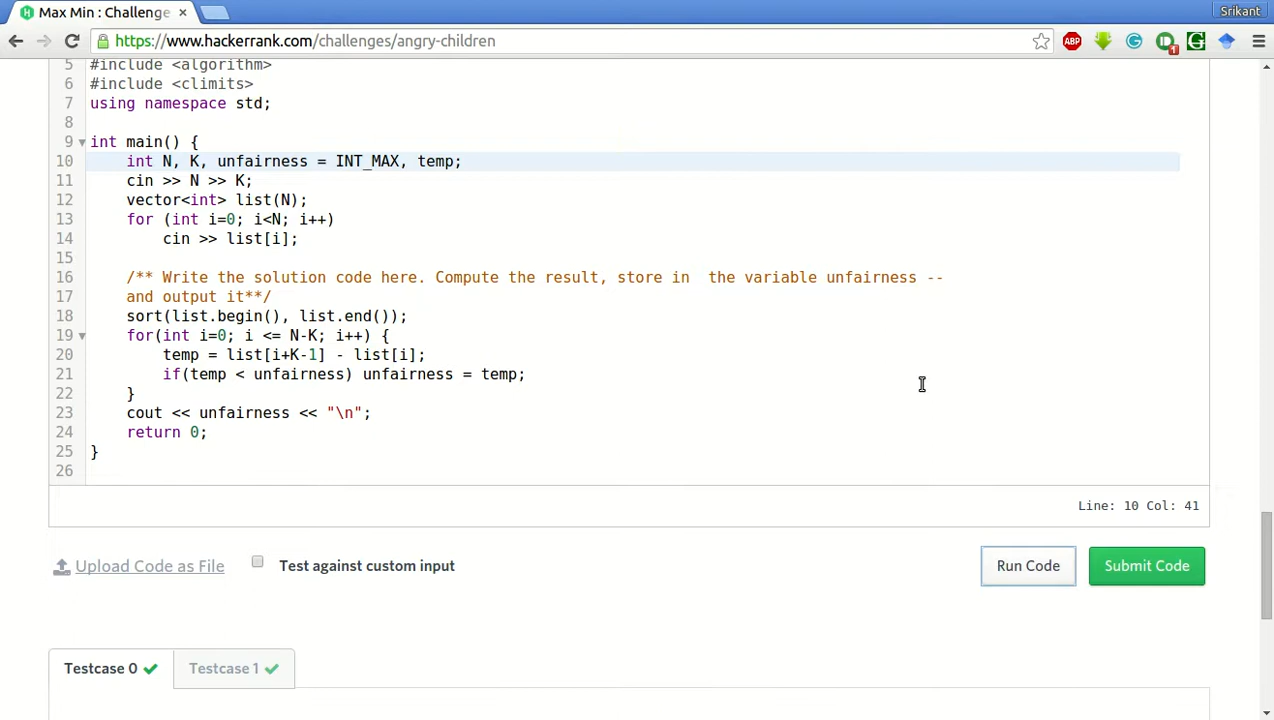 Max Min : Challenge
Srikant
https://www.hackerrank.com/challenges/angry-children
ABP
1
5 #include <algorithm>
6 #include <climits>
7 using namespace std;
8
9 int main() {
10 int N, K, unfairness = INT_MAX, temp;
11 cin >> N >> K;
12 vector<int> list(N);
13 for (int i=0; i<N; i++)
14 cin >> list[i];
15
16 /** Write the solution code here. Compute the result, store in  the variable unfairness --
17 and output it**/
18 sort(list.begin(), list.end());
19 for(int i=0; i <= N-K; i++) {
20 temp = list[i+K-1] - list[i];
21 if(temp < unfairness) unfairness = temp;
22 }
23 cout << unfairness << "\n";
24 return 0;
25 }
26
Line: 10 Col: 41
Upload Code as File
Test against custom input
Run Code
Submit Code
Testcase 0
Testcase 1